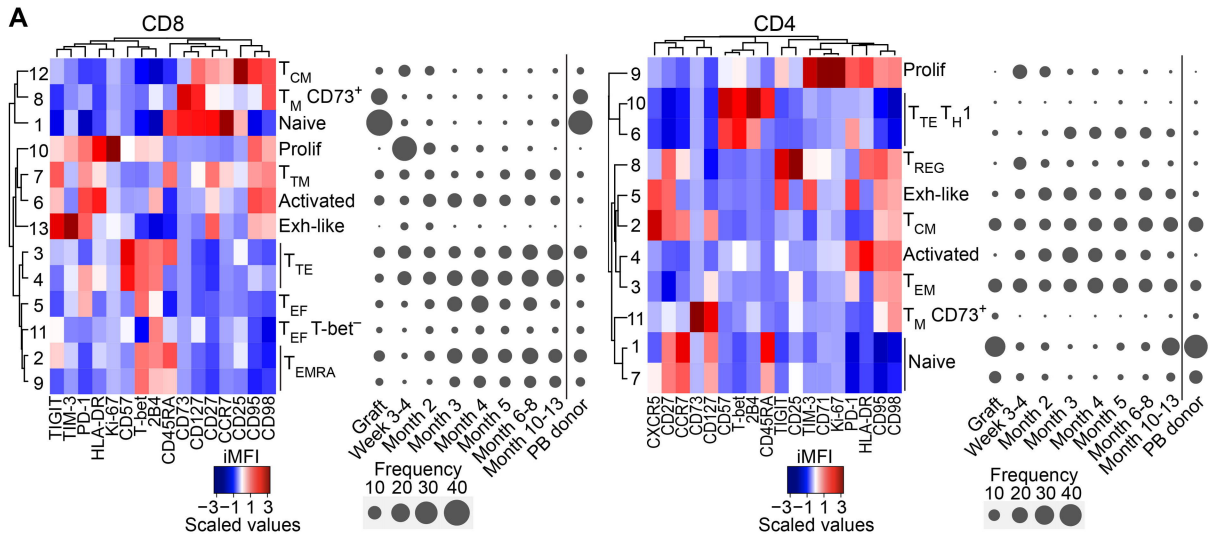 A
CD8
12
8
1
10
7
6
13
3
4
5
11
2
9
TCM
TM CD73+
Naive
Prolif
TTM
Activated
Exh-like
TTE
TEF
TEF T-bet−
TEMRA
TIGIT
TIM-3
PD-1
HLA-DR
Ki-67
CD57
T-bet
2B4
CD45RA
CD73
CD127
CD27
CCR7
CD25
CD95
CD98
iMFI
−3 −1 1 3
Scaled values
Graft
Week 3-4
Month 2
Month 3
Month 4
Month 5
Month 6-8
Month 10-13
PB donor
Frequency
10 20 30 40
CD4
9
10
6
8
5
2
4
3
11
1
7
Prolif
TTE TH1
TREG
Exh-like
TCM
Activated
TEM
TM CD73+
Naive
CXCR5
CD27
CCR7
CD73
CD127
CD57
T-bet
2B4
CD45RA
TIGIT
CD25
TIM-3
CD71
Ki-67
PD-1
HLA-DR
CD95
CD98
iMFI
−3 −1 1 3
Scaled values
Graft
Week 3-4
Month 2
Month 3
Month 4
Month 5
Month 6-8
Month 10-13
PB donor
Frequency
10 20 30 40